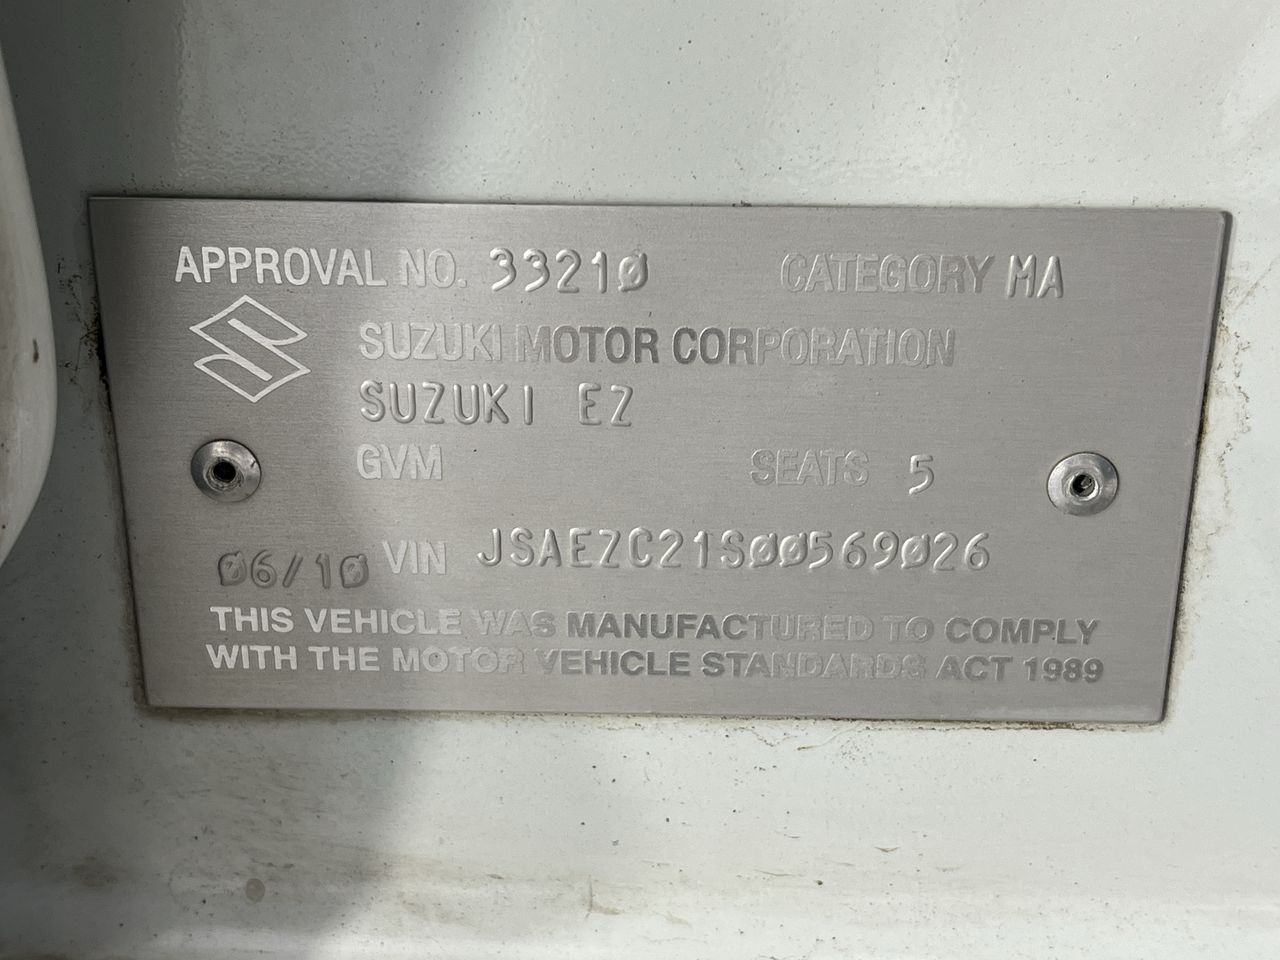 APPROVAL NO. 33210 CATEGORY MA
SUZUKI MOTOR CORPORATION
SUZUKI EZ
GVM SEATS 5
06/10 VIN JSAEZC21S00569026
THIS VEHICLE WAS MANUFACTURED TO COMPLY
WITH THE MOTOR VEHICLE STANDARDS ACT 1989